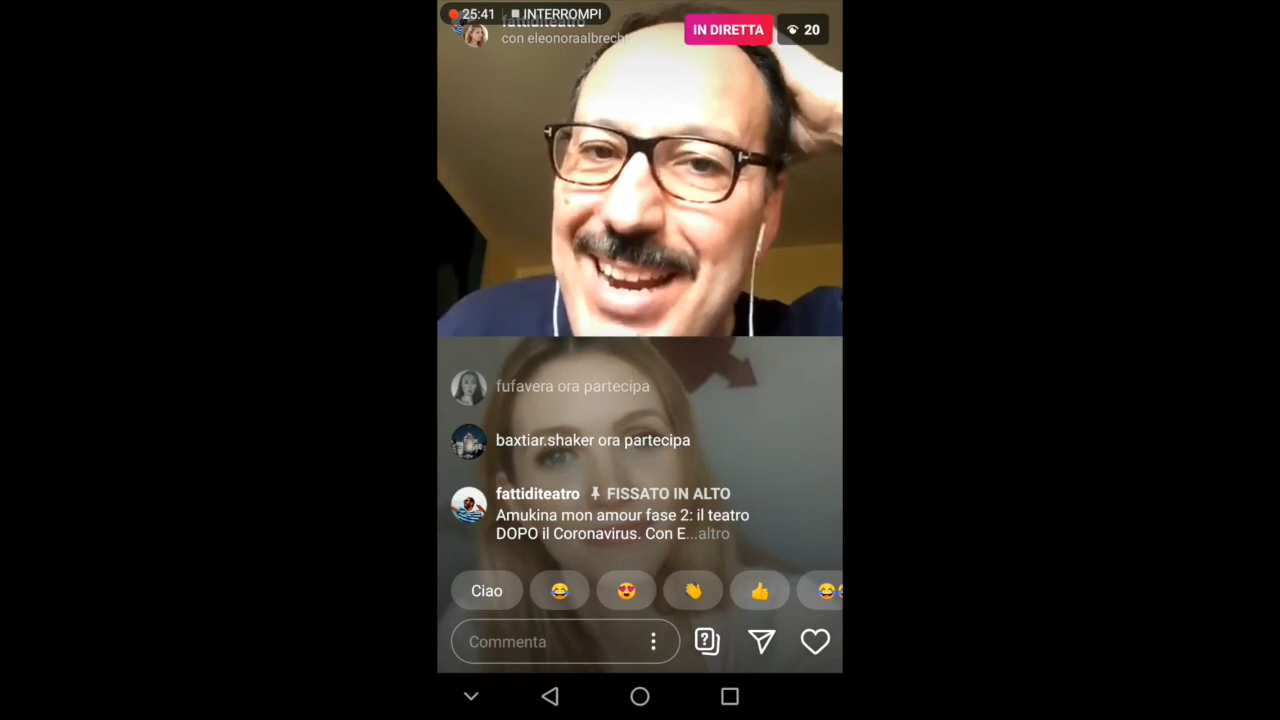 25:41 INTERROMPI
fattiditeatro
con eleonoraalbrecht
IN DIRETTA
20
fufavera ora partecipa
baxtiar.shaker ora partecipa
fattiditeatro FISSATO IN ALTO
Amukina mon amour fase 2: il teatro
DOPO il Coronavirus. Con E...altro
Ciao
Commenta